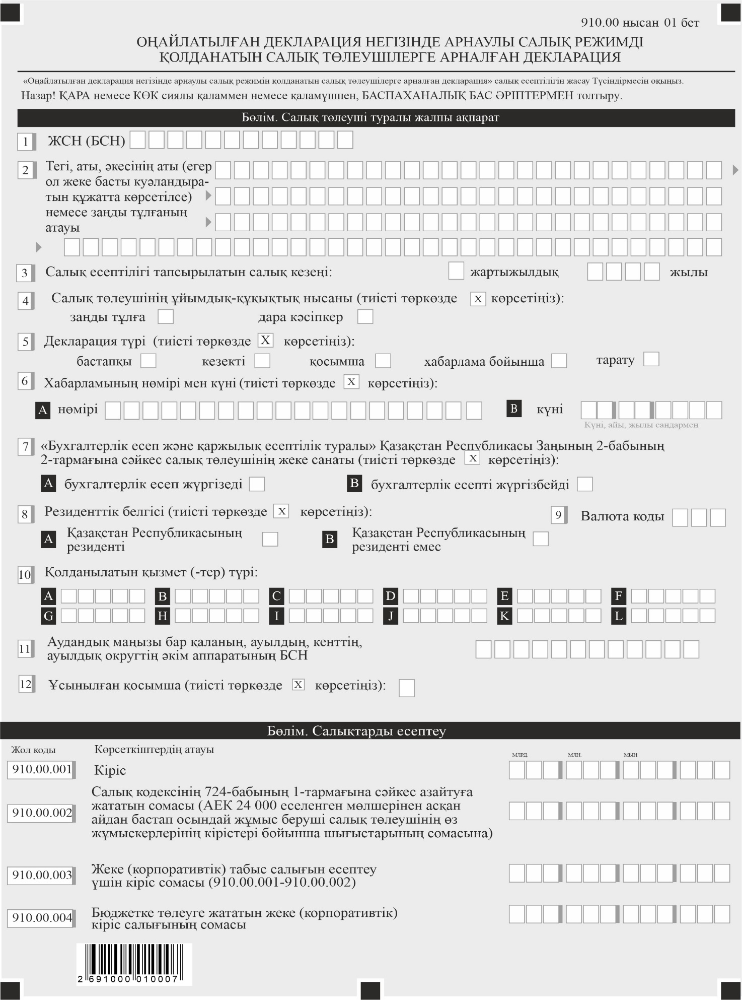 910.00 нысан 01 бет
ОҢАЙЛАТЫЛҒАН ДЕКЛАРАЦИЯ НЕГІЗІНДЕ АРНАУЛЫ САЛЫҚ РЕЖИМДІ
ҚОЛДАНАТЫН САЛЫҚ ТӨЛЕУШІЛЕРГЕ АРНАЛҒАН ДЕКЛАРАЦИЯ
«Оңайлатылған декларация негізінде арнаулы салық режимін қолданатын салық төлеушілерге арналған декларация» салық есептілігін жасау Түсіндірмесін оқыңыз.
Назар! ҚАРА немесе КӨК сиялы қаламмен немесе қаламұшпен, БАСПАХАНАЛЫҚ БАС ӘРІПТЕРМЕН толтыру.
Бөлім. Салық төлеуші туралы жалпы ақпарат
1 ЖСН (БСН)
2 Тегі, аты, әкесінің аты (егер
ол жеке басты куәландыра-
тын құжатта көрсетілсе)
немесе заңды тұлғаның
атауы
3 Салық есептілігі тапсырылатын салық кезеңі: жартыжылдық жылы
4 Салық төлеушінің ұйымдық-құқықтық нысаны (тиісті төркөзде X көрсетіңіз):
заңды тұлға дара кәсіпкер
5 Декларация түрі (тиісті төркөзде X көрсетіңіз):
бастапқы кезекті қосымша хабарлама бойынша тарату
6 Хабарламының нөмірі мен күні (тиісті төркөзде X көрсетіңіз):
A нөмірі B күні
Күні, айы, жылы сандармен
7 «Бухгалтерлік есеп және қаржылық есептілік туралы» Қазақстан Республикасы Заңының 2-бабының
2-тармағына сәйкес салық төлеушінің жеке санаты (тиісті төркөзде X көрсетіңіз):
A бухгалтерлік есеп жүргізеді B бухгалтерлік есепті жүргізбейді
8 Резиденттік белгісі (тиісті төркөзде X көрсетіңіз): 9 Валюта коды
A Қазақстан Республикасының B Қазақстан Республикасының
резиденті резиденті емес
10 Қолданылатын қызмет (-тер) түрі:
A B C D E F
G H I J K L
11 Аудандық маңызы бар қаланың, ауылдың, кенттің,
ауылдық округтің әкім аппаратының БСН
12 Ұсынылған қосымша (тиісті төркөзде X көрсетіңіз):
Бөлім. Салықтарды есептеу
Жол коды Көрсеткіштердің атауы МЛРД. МЛН. МЫҢ
910.00.001 Кіріс
Салық кодексінің 724-бабының 1-тармағына сәйкес азайтуға
910.00.002 жататын сомасы (АЕК 24 000 еселенген мөлшерінен асқан
айдан бастап осындай жұмыс беруші салық төлеушінің өз
жұмыскерлерінің кірістері бойынша шығыстарының сомасына)
910.00.003 Жеке (корпоративтік) табыс салығын есептеу
үшін кіріс сомасы (910.00.001-910.00.002)
910.00.004 Бюджетке төлеуге жататын жеке (корпоративтік)
кіріс салығының сомасы
2 691000 010007